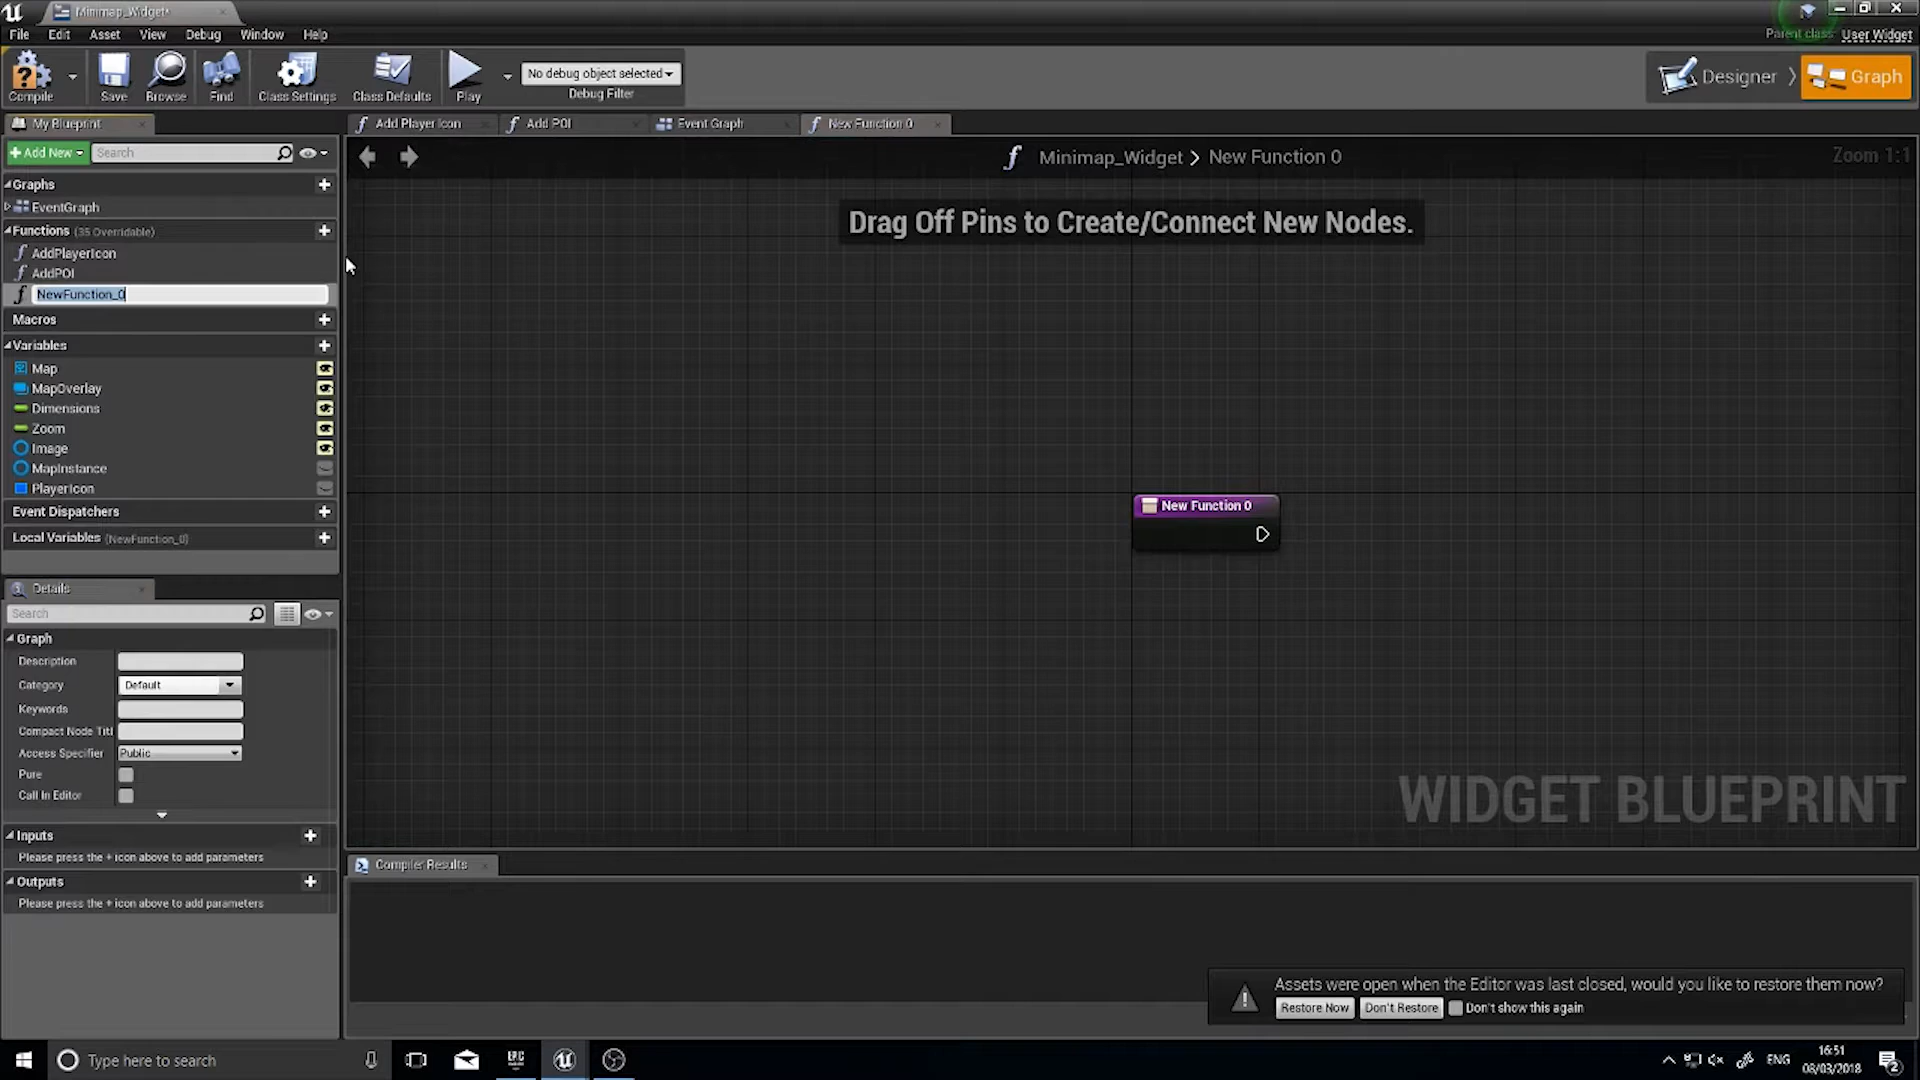 Minimap_Widget*
File Edit Asset View Debug Window Help
Parent class: User Widget
Compile
Save
Browse
Find
Class Settings
Class Defaults
Play
No debug object selected
Debug Filter
Designer
Graph
My Blueprint
Add Player Icon
Add POI
Event Graph
New Function 0
+ Add New
Search
Minimap_Widget > New Function 0
Zoom 1:1
Graphs
EventGraph
Functions (35 Overridable)
AddPlayerIcon
AddPOI
NewFunction_0
Macros
Variables
Map
MapOverlay
Dimensions
Zoom
Image
MapInstance
PlayerIcon
Event Dispatchers
Local Variables (NewFunction_0)
Drag Off Pins to Create/Connect New Nodes.
New Function 0
WIDGET BLUEPRINT
Details
Search
Graph
Description
Category Default
Keywords
Compact Node Titl
Access Specifier Public
Pure
Call In Editor
Inputs
Please press the + icon above to add parameters
Outputs
Please press the + icon above to add parameters
Compiler Results
Assets were open when the Editor was last closed, would you like to restore them now?
Restore Now Don't Restore Don't show this again
Type here to search
EPIC
ENG
16:51
08/03/2018
2